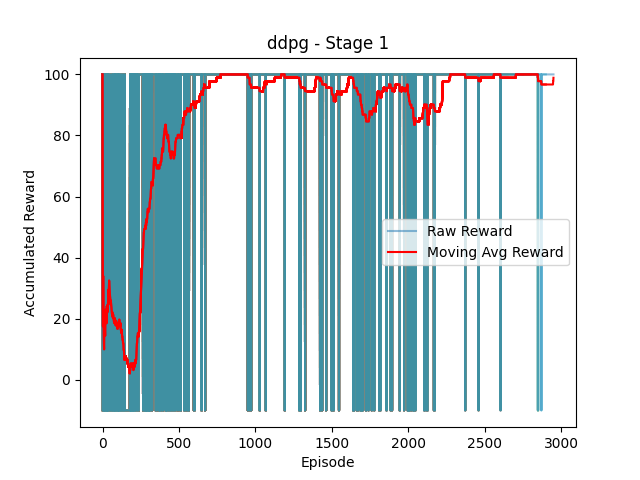 ddpg - Stage 1
Accumulated Reward
100
80
60
40
20
0
Raw Reward
Moving Avg Reward
0 500 1000 1500 2000 2500 3000
Episode